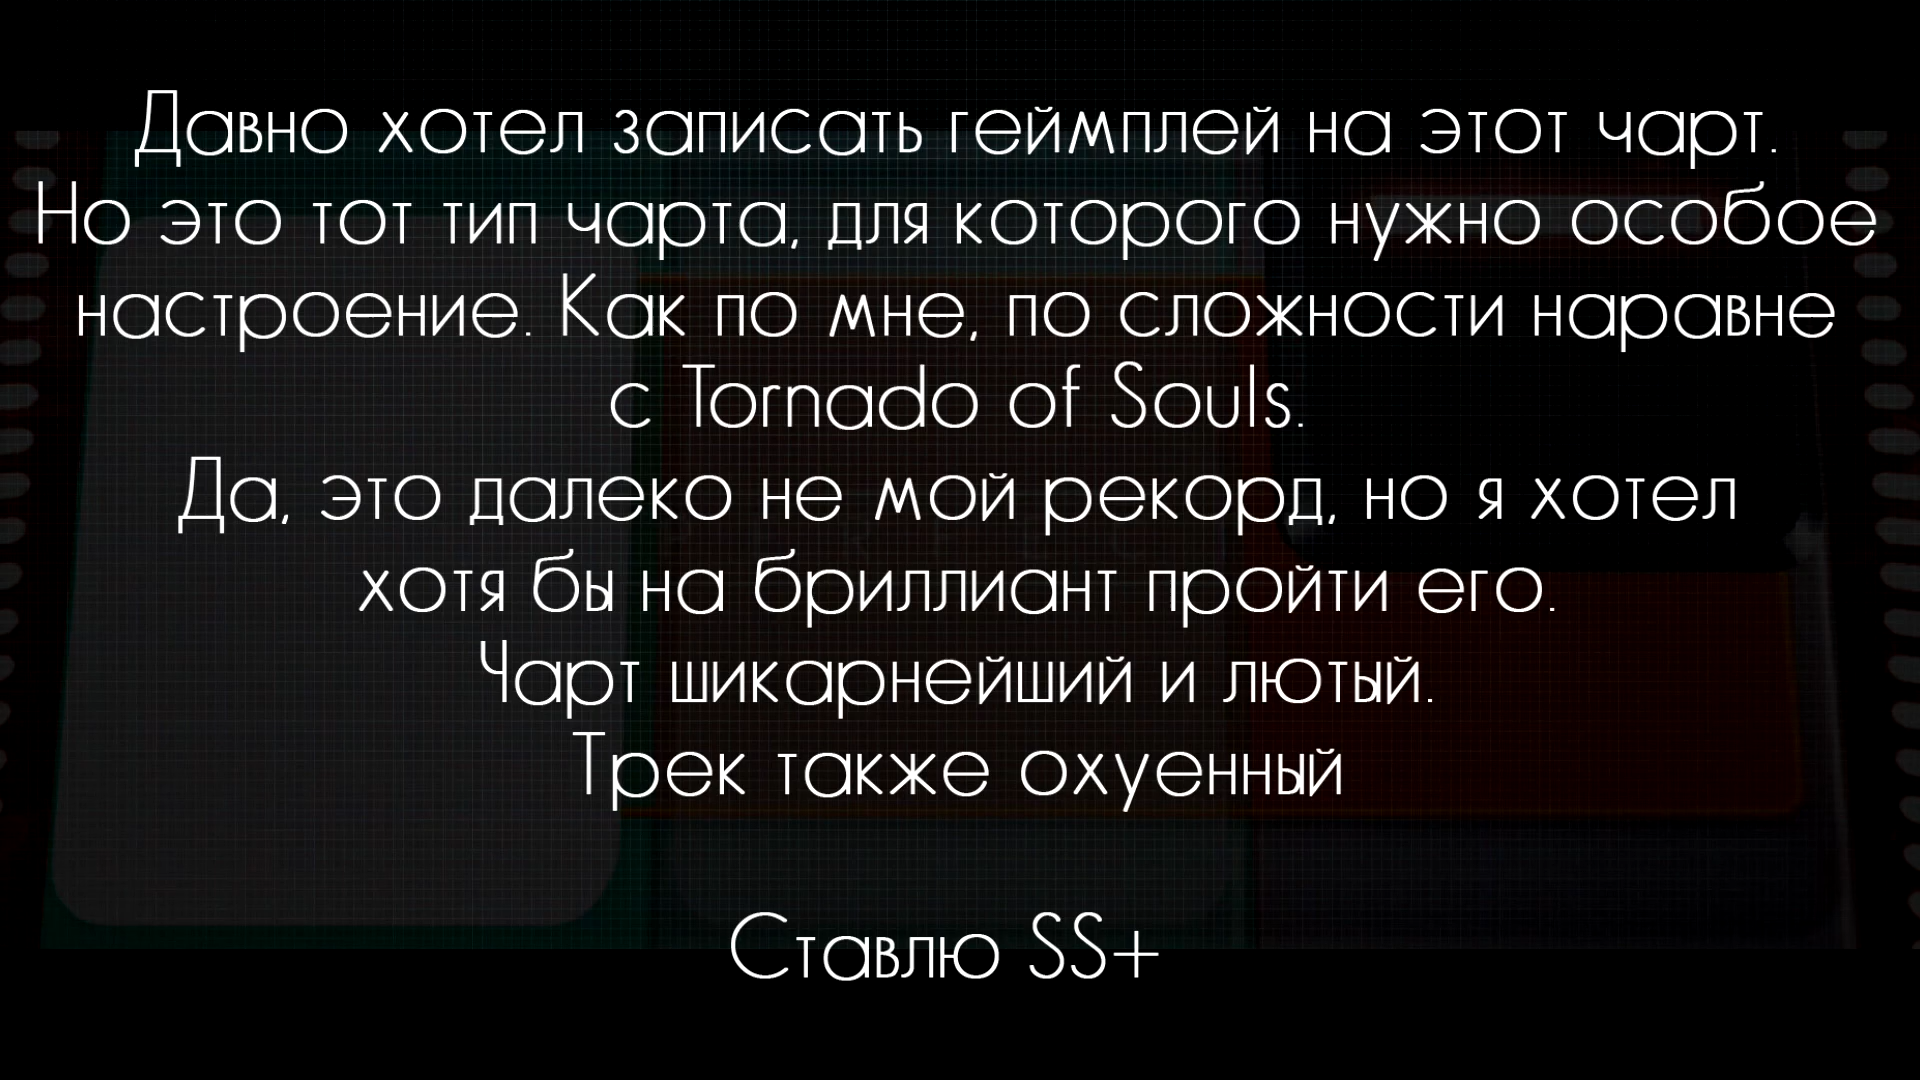 Давно хотел записать геймплей на этот чарт.
Но это тот тип чарта, для которого нужно особое
настроение. Как по мне, по сложности наравне
с Tornado of Souls.
Да, это далеко не мой рекорд, но я хотел
хотя бы на бриллиант пройти его.
Чарт шикарнейший и лютый.
Трек также охуенный
Ставлю SS+